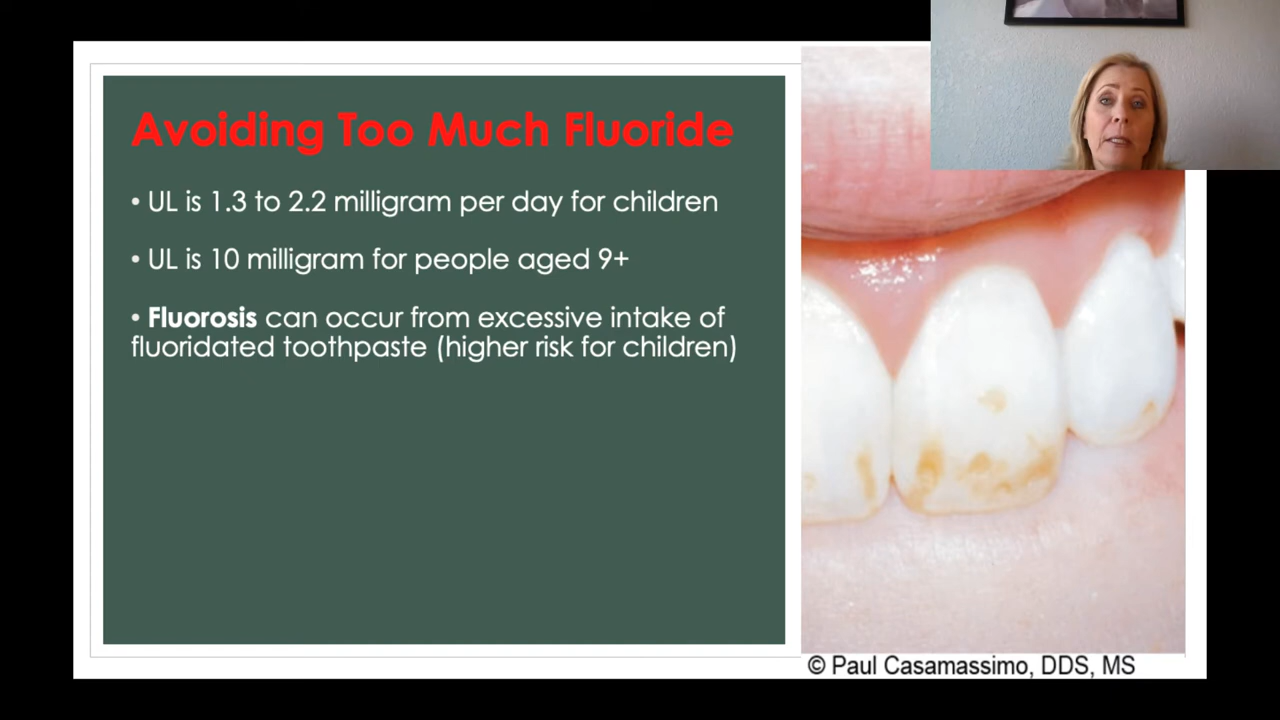 Avoiding Too Much Fluoride
• UL is 1.3 to 2.2 milligram per day for children
• UL is 10 milligram for people aged 9+
• Fluorosis can occur from excessive intake of
fluoridated toothpaste (higher risk for children)
© Paul Casamassimo, DDS, MS